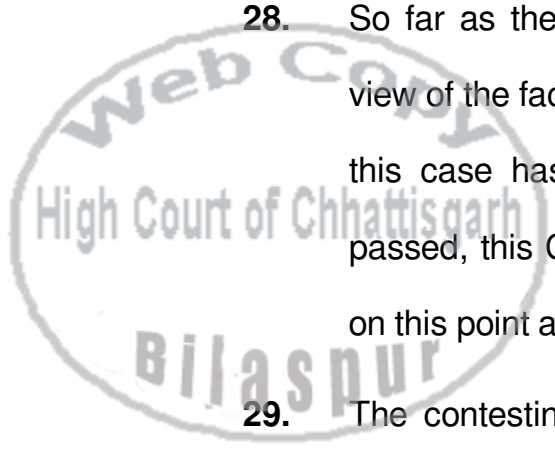 28. So far as the
view of the fac
this case has
passed, this C
on this point a
29. The contestin
Web Copy
High Court of Chhattisgarh
Bilaspur